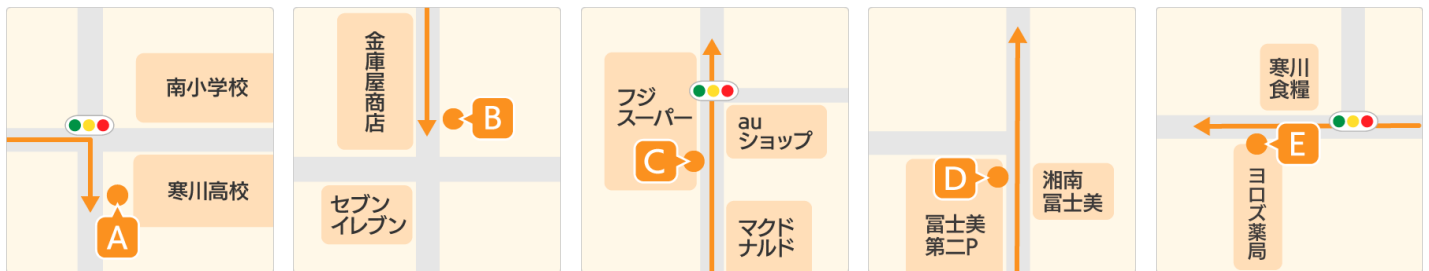 南小学校
寒川高校
A
金庫屋商店
B
セブン
イレブン
フジ
スーパー
au
ショップ
C
マクド
ナルド
D
湘南
冨士美
冨士美
第二P
寒川
食糧
E
ヨロズ薬局